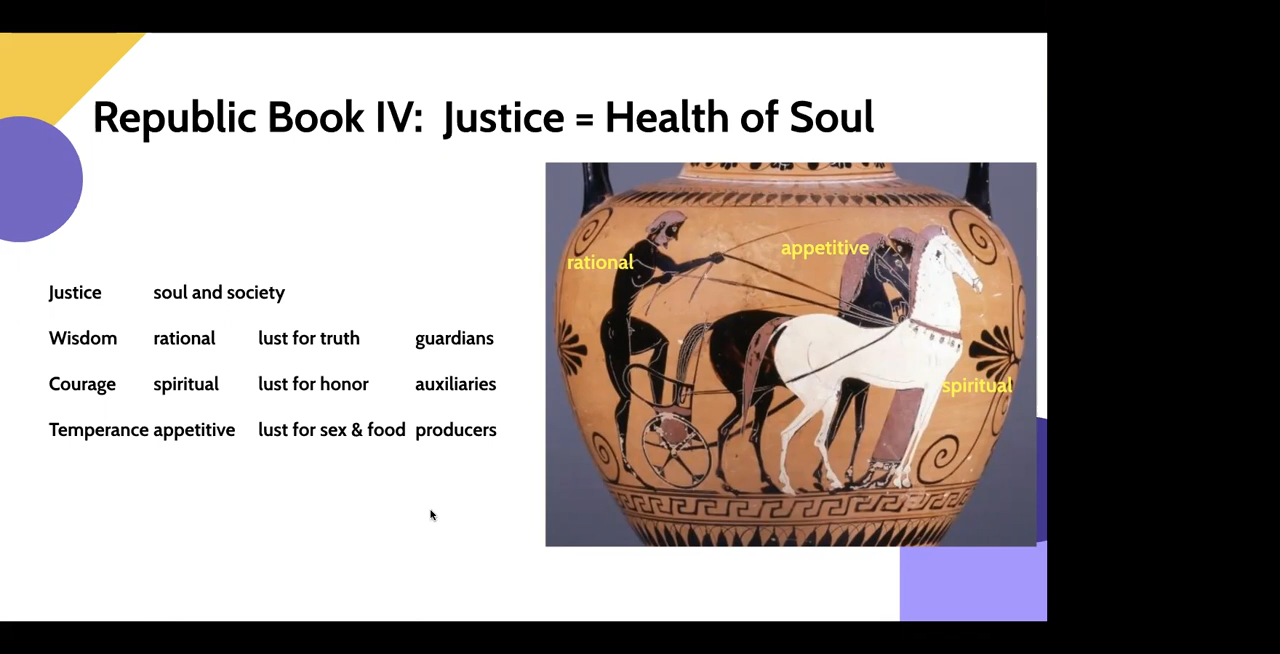 Republic Book IV: Justice = Health of Soul
Justice soul and society
Wisdom rational lust for truth guardians
Courage spiritual lust for honor auxiliaries
Temperance appetitive lust for sex & food producers
rational
appetitive
spiritual